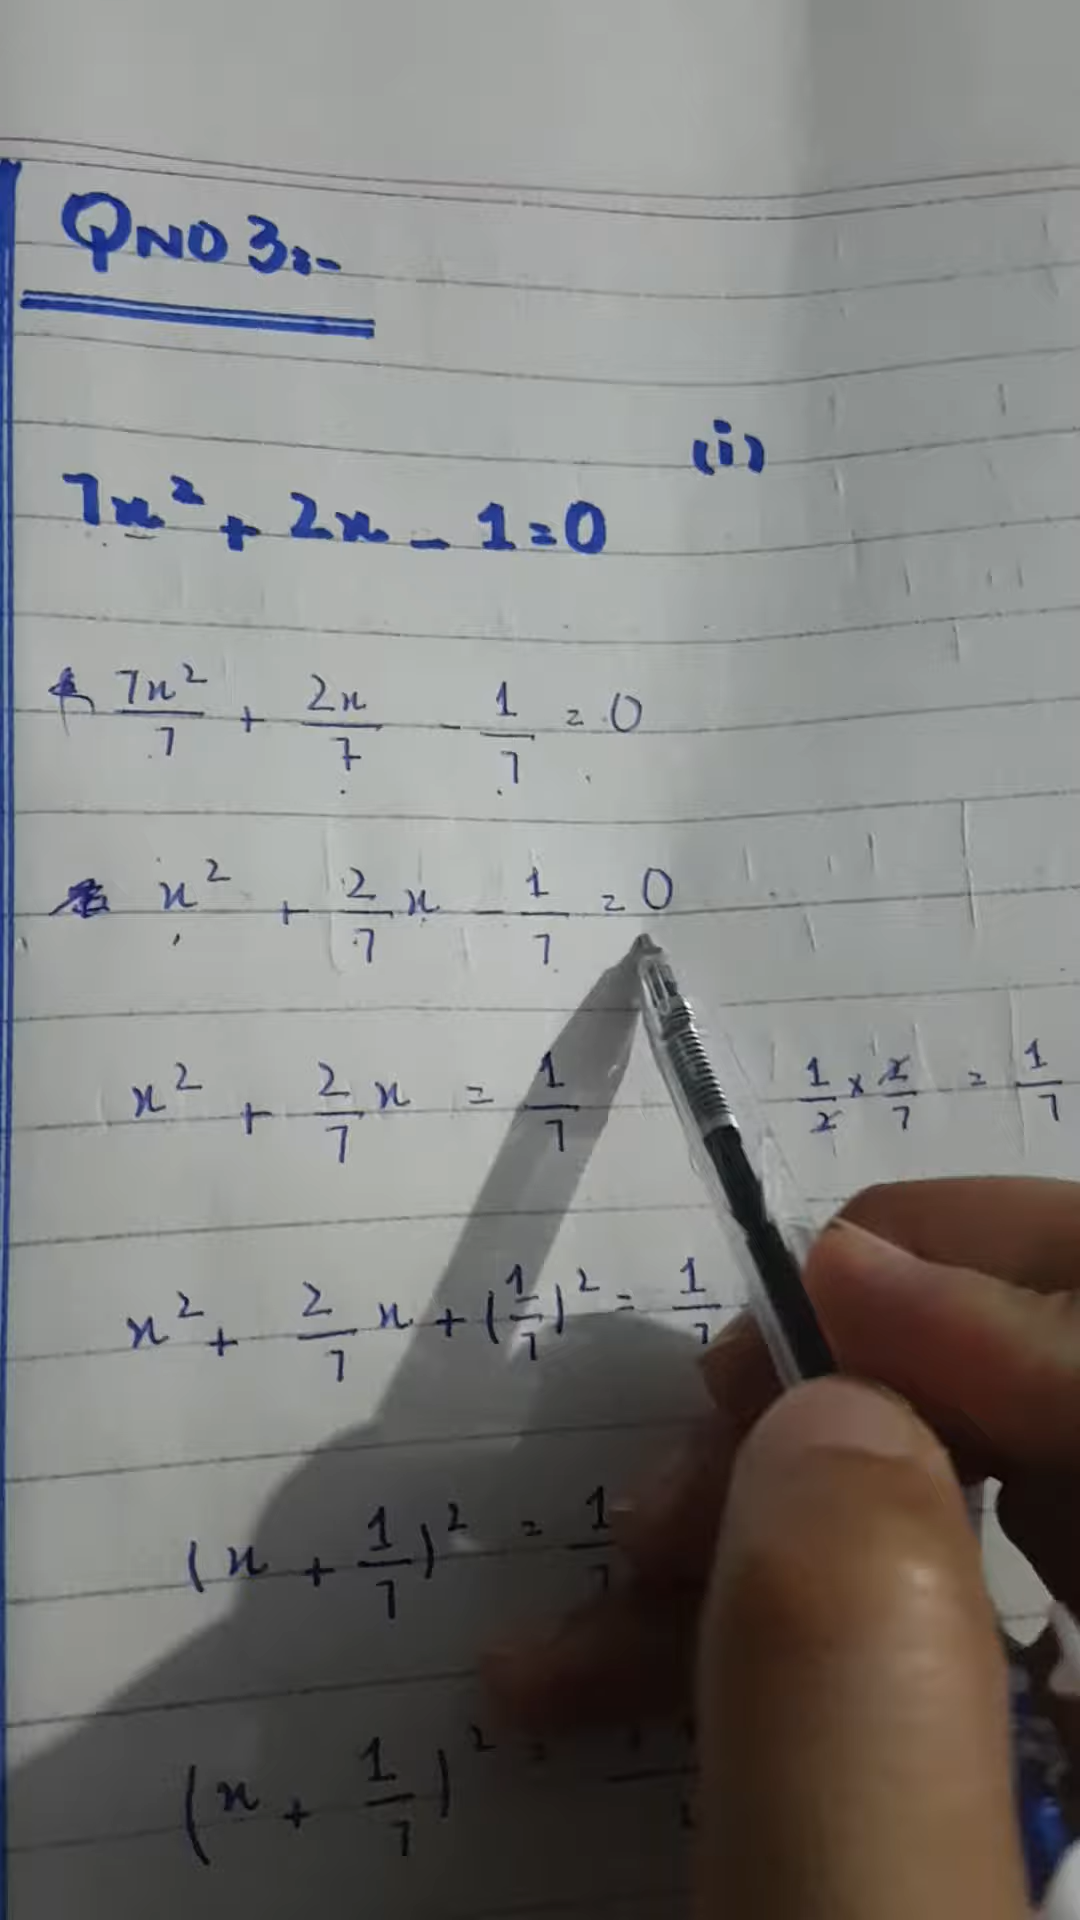 QNO 3:-
(i)
7x² + 2x - 1 = 0
7x²/7 + 2x/7 - 1/7 = 0
x² + 2/7 x - 1/7 = 0
x² + 2/7 x = 1/7
1/2 × 2/7 = 1/7
x² + 2/7 x + (1/7)² = 1/7
(x + 1/7)² = 1/7
(x + 1/7)² =